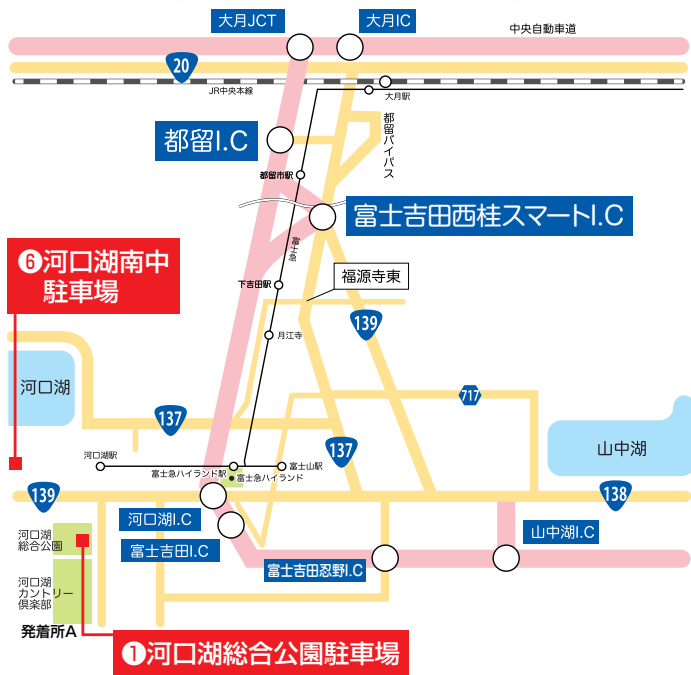 大月JCT
大月IC
中央自動車道
20
JR中央本線
大月駅
都留I.C
都留バイパス
都留市駅
富士吉田西桂スマートI.C
富士急
❻河口湖南中
駐車場
下吉田駅
福源寺東
139
月江寺
河口湖
717
137
137
山中湖
河口湖駅
富士山駅
富士急ハイランド駅
富士急ハイランド
139
138
河口湖I.C
河口湖
総合公園
富士吉田I.C
山中湖I.C
富士吉田忍野I.C
河口湖
カントリー
倶楽部
発着所A
❶河口湖総合公園駐車場